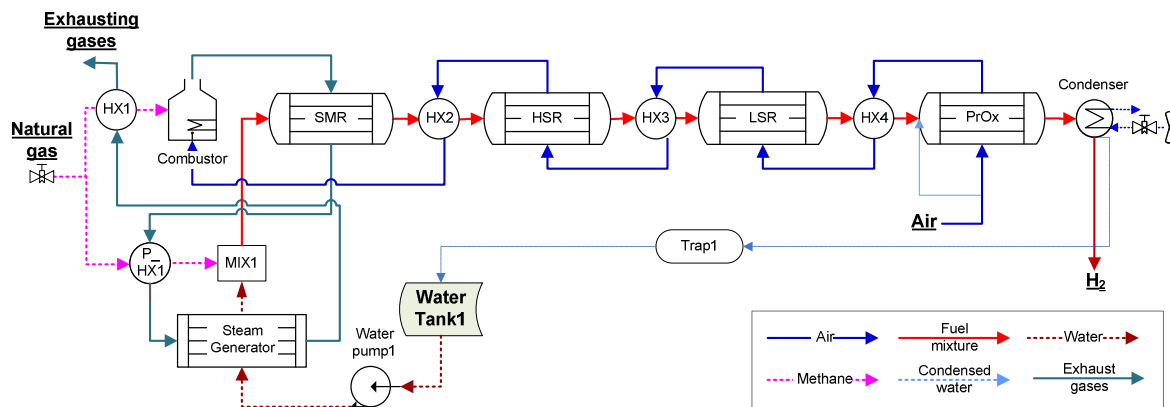 Exhausting
gases
HX1
Natural
gas
Combustor
SMR
HX2
HSR
HX3
LSR
HX4
PrOx
Condenser
Air
P_
HX1
MIX1
Trap1
H2
Water
Tank1
Steam
Generator
Water
pump1
Air
Fuel
mixture
Water
Methane
Condensed
water
Exhaust
gases